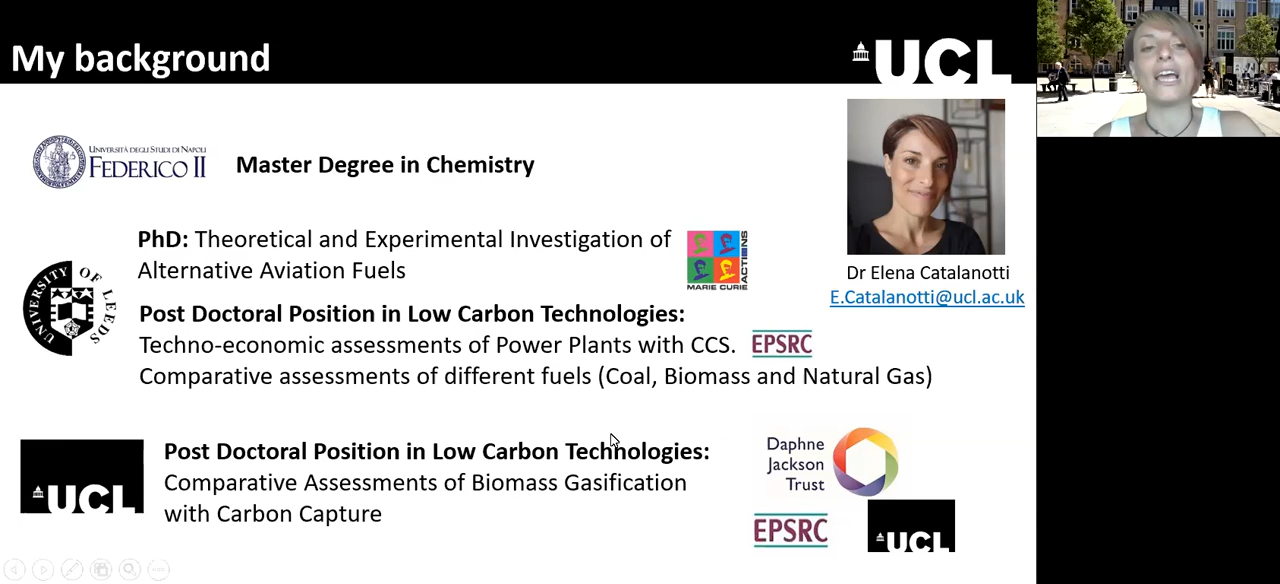 My background
UCL
UNIVERSITÀ DEGLI STUDI DI NAPOLI
FEDERICO II
Master Degree in Chemistry
Dr Elena Catalanotti
E.Catalanotti@ucl.ac.uk
UNIVERSITY OF LEEDS
PhD: Theoretical and Experimental Investigation of
Alternative Aviation Fuels
MARIE CURIE
ACTIONS
Post Doctoral Position in Low Carbon Technologies:
Techno-economic assessments of Power Plants with CCS.
EPSRC
Comparative assessments of different fuels (Coal, Biomass and Natural Gas)
UCL
Post Doctoral Position in Low Carbon Technologies:
Comparative Assessments of Biomass Gasification
with Carbon Capture
Daphne
Jackson
Trust
EPSRC
UCL